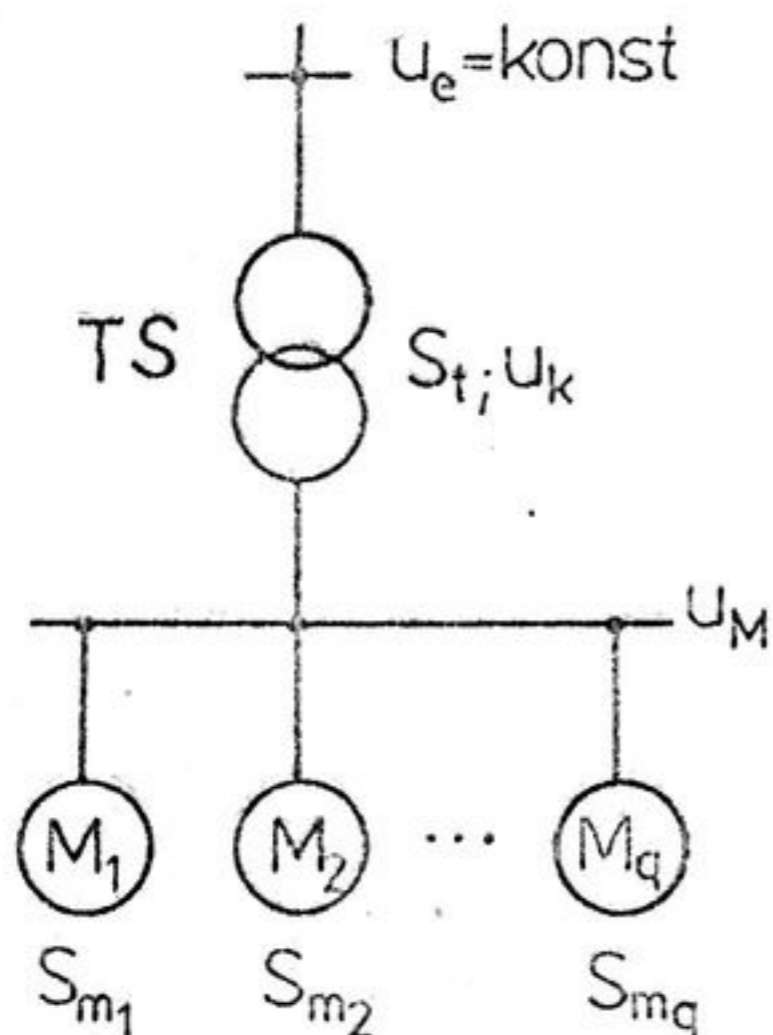 u_e=konst
TS S_t; u_k
u_M
M_1 M_2 ... M_q
S_m1 S_m2 S_mq